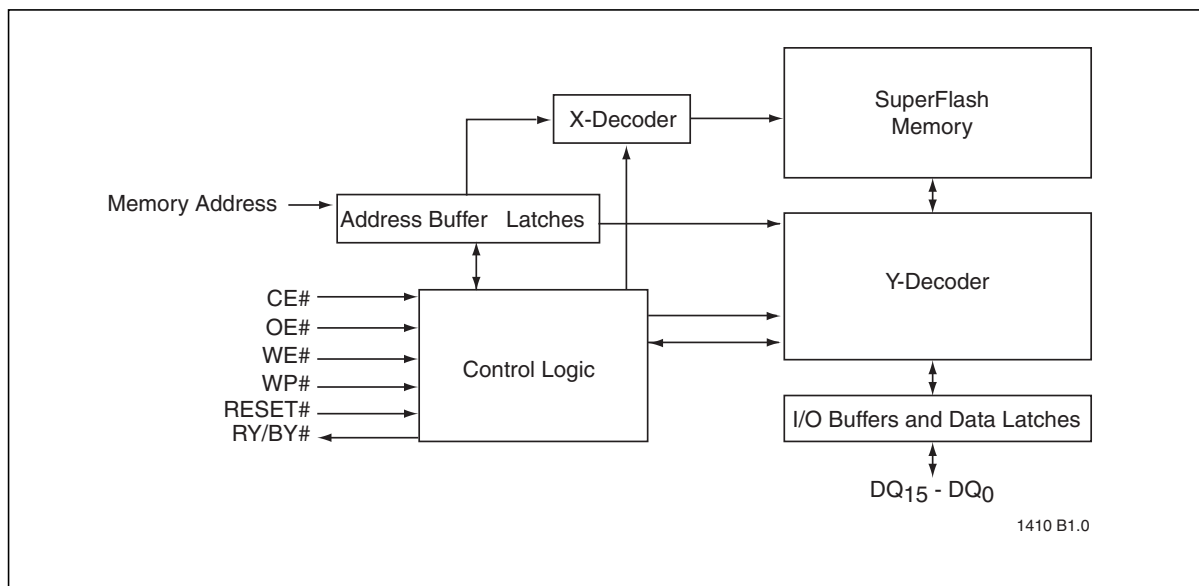 SuperFlash
Memory
X-Decoder
Memory Address
Address Buffer Latches
Y-Decoder
CE#
OE#
WE#
WP#
RESET#
RY/BY#
Control Logic
I/O Buffers and Data Latches
DQ15 - DQ0
1410 B1.0